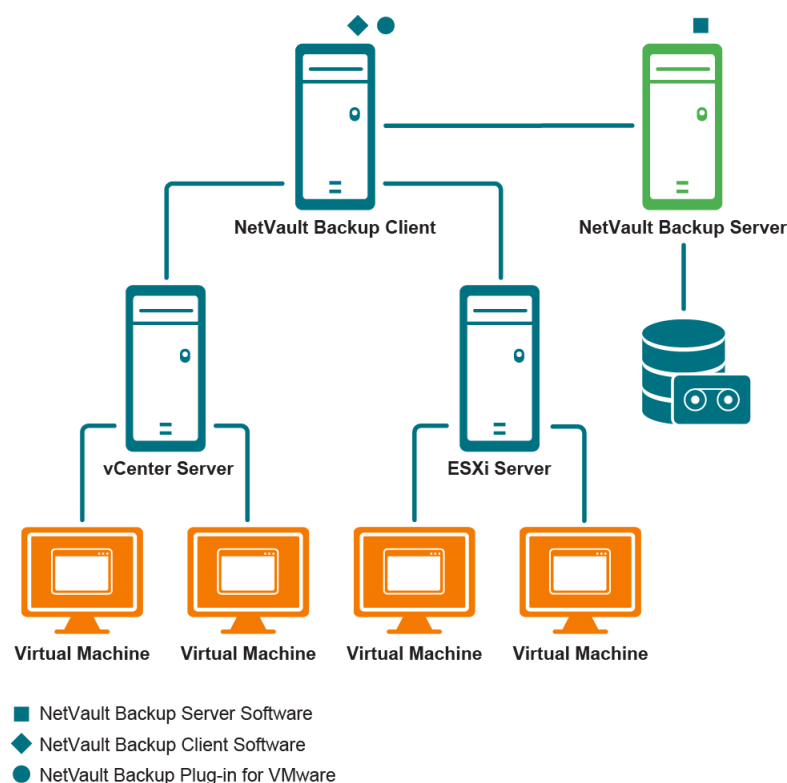 NetVault Backup Client
NetVault Backup Server
vCenter Server
ESXi Server
Virtual Machine
Virtual Machine
Virtual Machine
Virtual Machine
NetVault Backup Server Software
NetVault Backup Client Software
NetVault Backup Plug-in for VMware